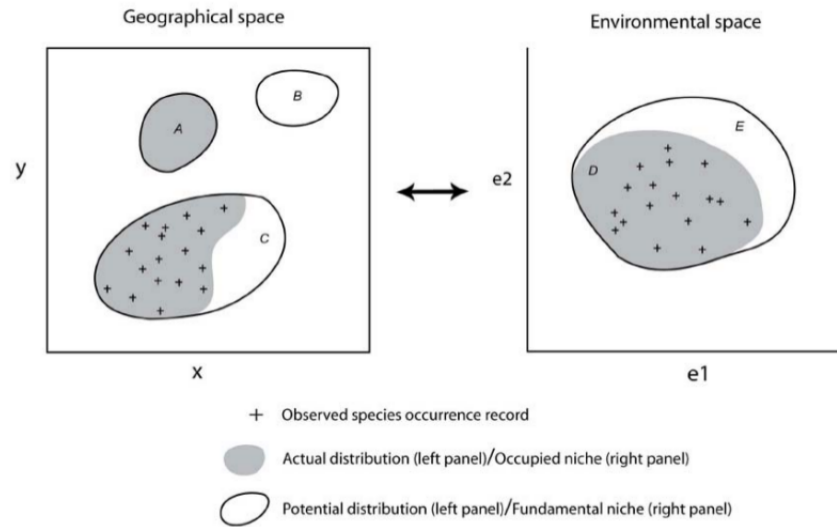 Geographical space
Environmental space
A
B
C
y
x
D
E
e2
e1
+ Observed species occurrence record
Actual distribution (left panel)/Occupied niche (right panel)
Potential distribution (left panel)/Fundamental niche (right panel)